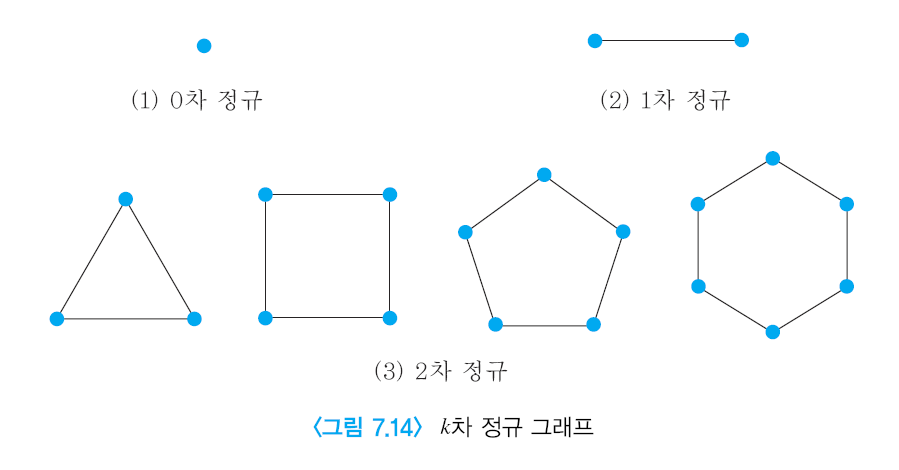 (1) 0차 정규
(2) 1차 정규
(3) 2차 정규
〈그림 7.14〉 k차 정규 그래프